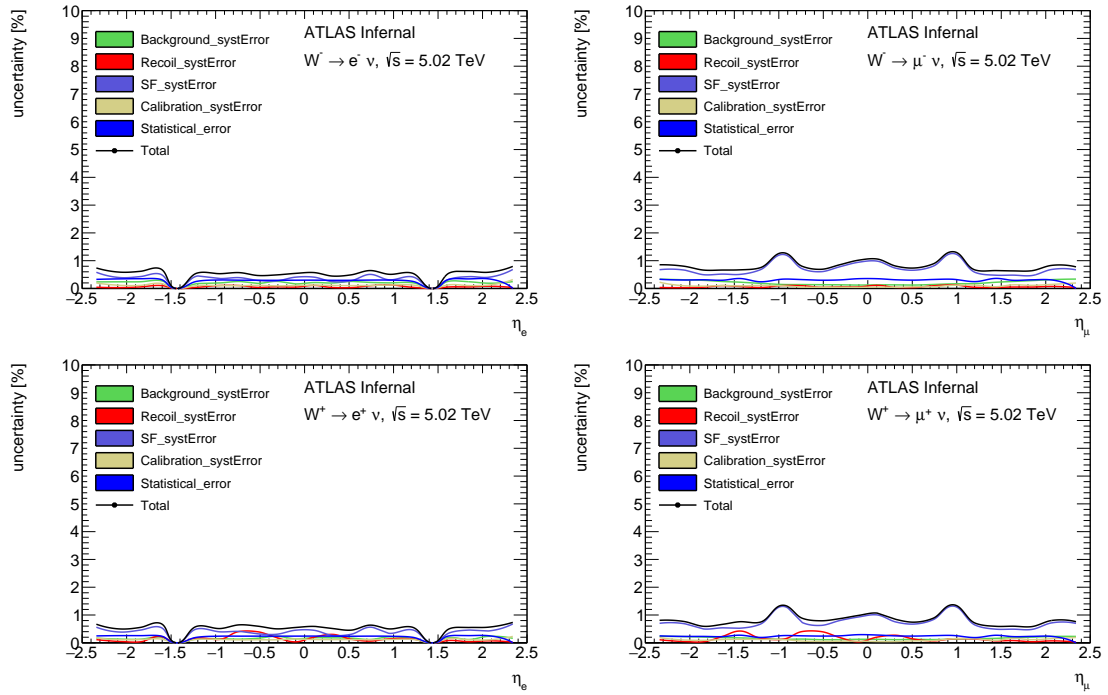 uncertainty [%]
10
9
8
7
6
5
4
3
2
1
0
Background_systError
Recoil_systError
SF_systError
Calibration_systError
Statistical_error
Total
ATLAS Internal
W⁻ → e⁻ ν, √s = 5.02 TeV
−2.5 −2 −1.5 −1 −0.5 0 0.5 1 1.5 2 2.5
η_e
uncertainty [%]
10
9
8
7
6
5
4
3
2
1
0
Background_systError
Recoil_systError
SF_systError
Calibration_systError
Statistical_error
Total
ATLAS Internal
W⁻ → μ⁻ ν, √s = 5.02 TeV
−2.5 −2 −1.5 −1 −0.5 0 0.5 1 1.5 2 2.5
η_μ
uncertainty [%]
10
9
8
7
6
5
4
3
2
1
0
Background_systError
Recoil_systError
SF_systError
Calibration_systError
Statistical_error
Total
ATLAS Internal
W⁺ → e⁺ ν, √s = 5.02 TeV
−2.5 −2 −1.5 −1 −0.5 0 0.5 1 1.5 2 2.5
η_e
uncertainty [%]
10
9
8
7
6
5
4
3
2
1
0
Background_systError
Recoil_systError
SF_systError
Calibration_systError
Statistical_error
Total
ATLAS Internal
W⁺ → μ⁺ ν, √s = 5.02 TeV
−2.5 −2 −1.5 −1 −0.5 0 0.5 1 1.5 2 2.5
η_μ